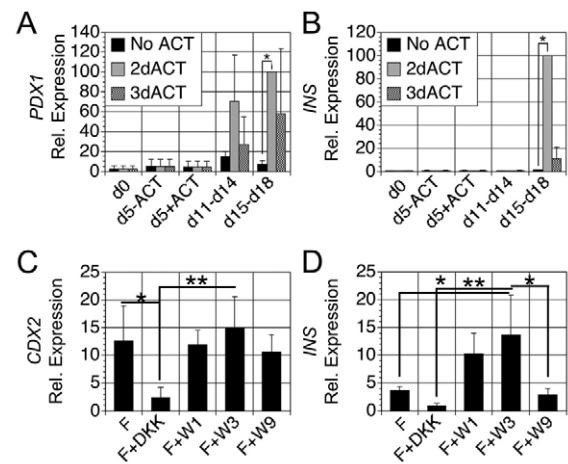 A
PDX1
Rel. Expression
140
120
100
80
60
40
20
0
No ACT
2dACT
3dACT
*
d0
d5-ACT
d5+ACT
d11-d14
d15-d18
B
INS
Rel. Expression
120
100
80
60
40
20
0
No ACT
2dACT
3dACT
*
d0
d5-ACT
d5+ACT
d11-d14
d15-d18
C
CDX2
Rel. Expression
25
20
15
10
5
0
*
**
F
F+DKK
F+W1
F+W3
F+W9
D
INS
Rel. Expression
25
20
15
10
5
0
* ** *
F
F+DKK
F+W1
F+W3
F+W9